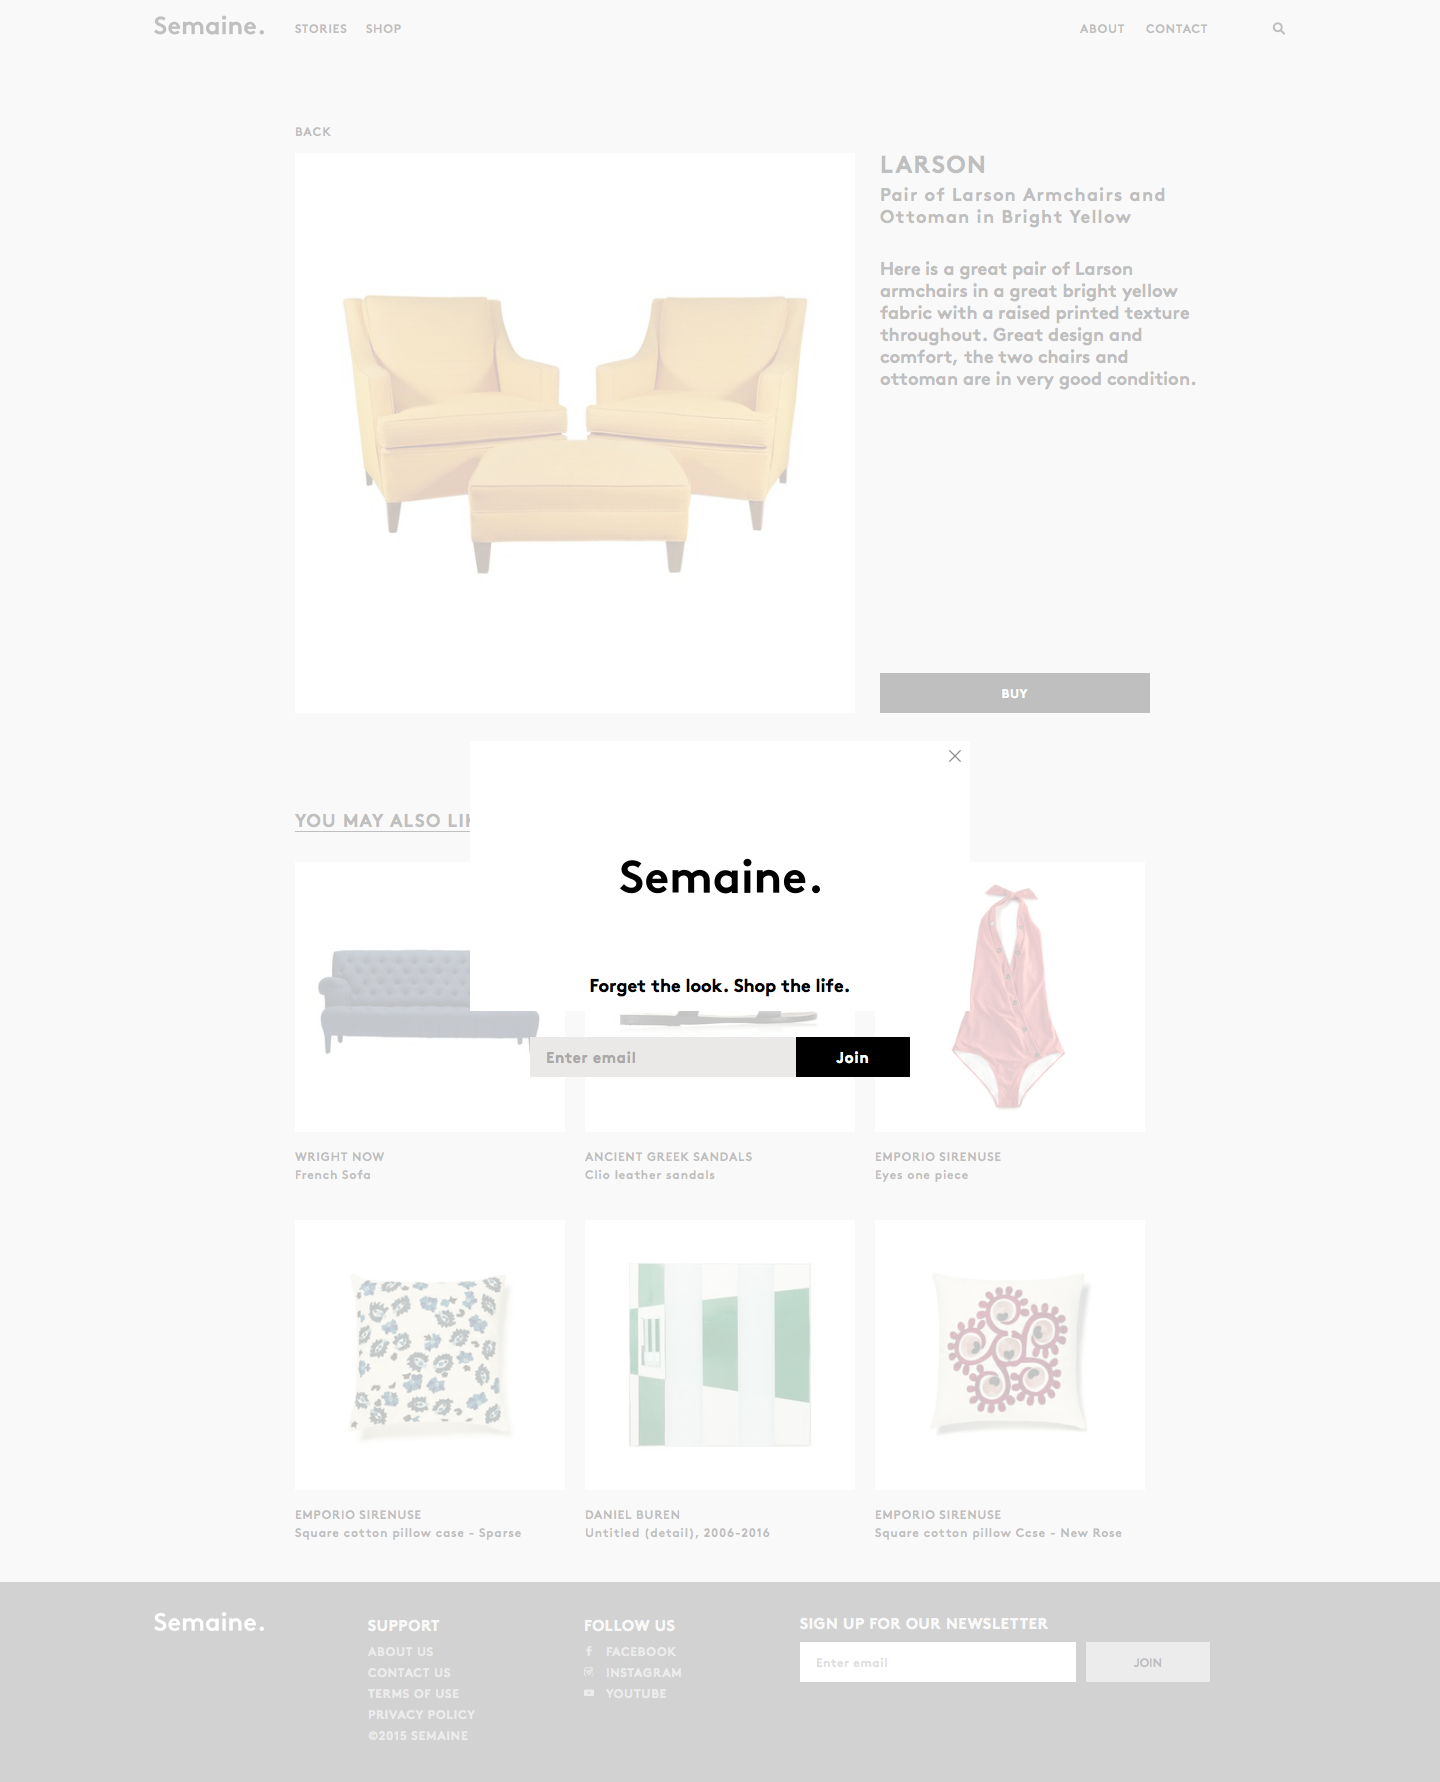 Semaine.
STORIES
SHOP
ABOUT
CONTACT
BACK
LARSON
Pair of Larson Armchairs and
Ottoman in Bright Yellow
Here is a great pair of Larson
armchairs in a great bright yellow
fabric with a raised printed texture
throughout. Great design and
comfort, the two chairs and
ottoman are in very good condition.
BUY
YOU MAY ALSO
Semaine.
Forget the look. Shop the life.
Enter email
Join
WRIGHT NOW
French Sofa
ANCIENT GREEK SANDALS
Clio leather sandals
EMPORIO SIRENUSE
Eyes one piece
EMPORIO SIRENUSE
Square cotton pillow case - Sparse
DANIEL BUREN
Untitled (detail), 2006-2016
EMPORIO SIRENUSE
Square cotton pillow Ccse - New Rose
Semaine.
SUPPORT
ABOUT US
CONTACT US
TERMS OF USE
PRIVACY POLICY
©2015 SEMAINE
FOLLOW US
FACEBOOK
INSTAGRAM
YOUTUBE
SIGN UP FOR OUR NEWSLETTER
Enter email
JOIN